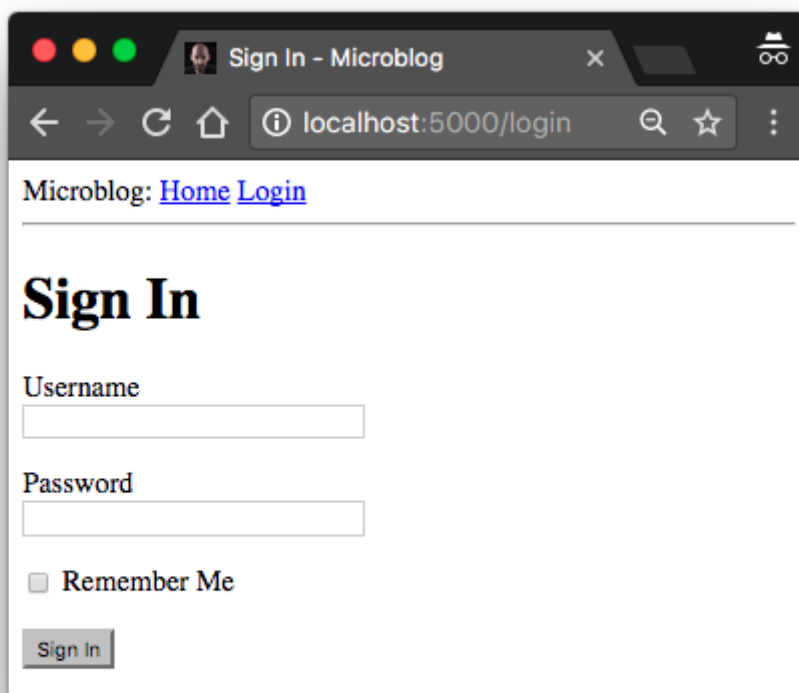 Sign In - Microblog
localhost:5000/login
Microblog: Home Login
Sign In
Username
Password
Remember Me
Sign In